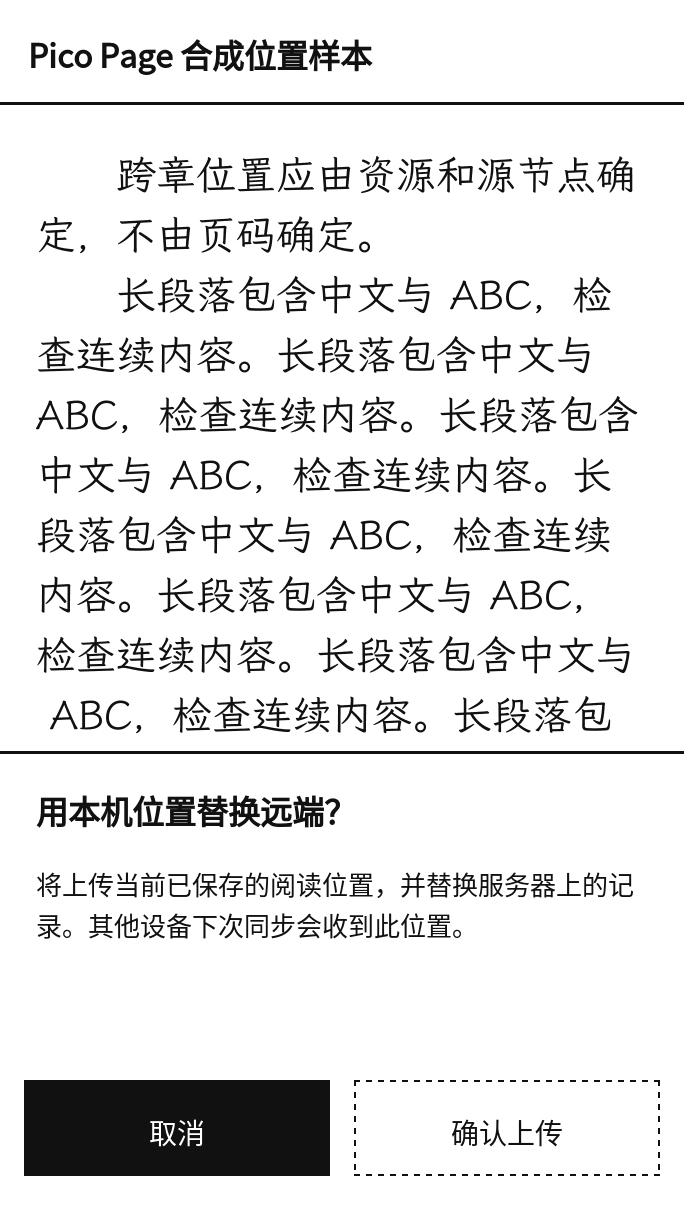 Pico Page 合成位置样本
跨章位置应由资源和源节点确
定，不由页码确定。
长段落包含中文与 ABC，检
查连续内容。长段落包含中文与
ABC，检查连续内容。长段落包含
中文与 ABC，检查连续内容。长
段落包含中文与 ABC，检查连续
内容。长段落包含中文与 ABC，
检查连续内容。长段落包含中文与
ABC，检查连续内容。长段落包
用本机位置替换远端？
将上传当前已保存的阅读位置，并替换服务器上的记
录。其他设备下次同步会收到此位置。
取消
确认上传